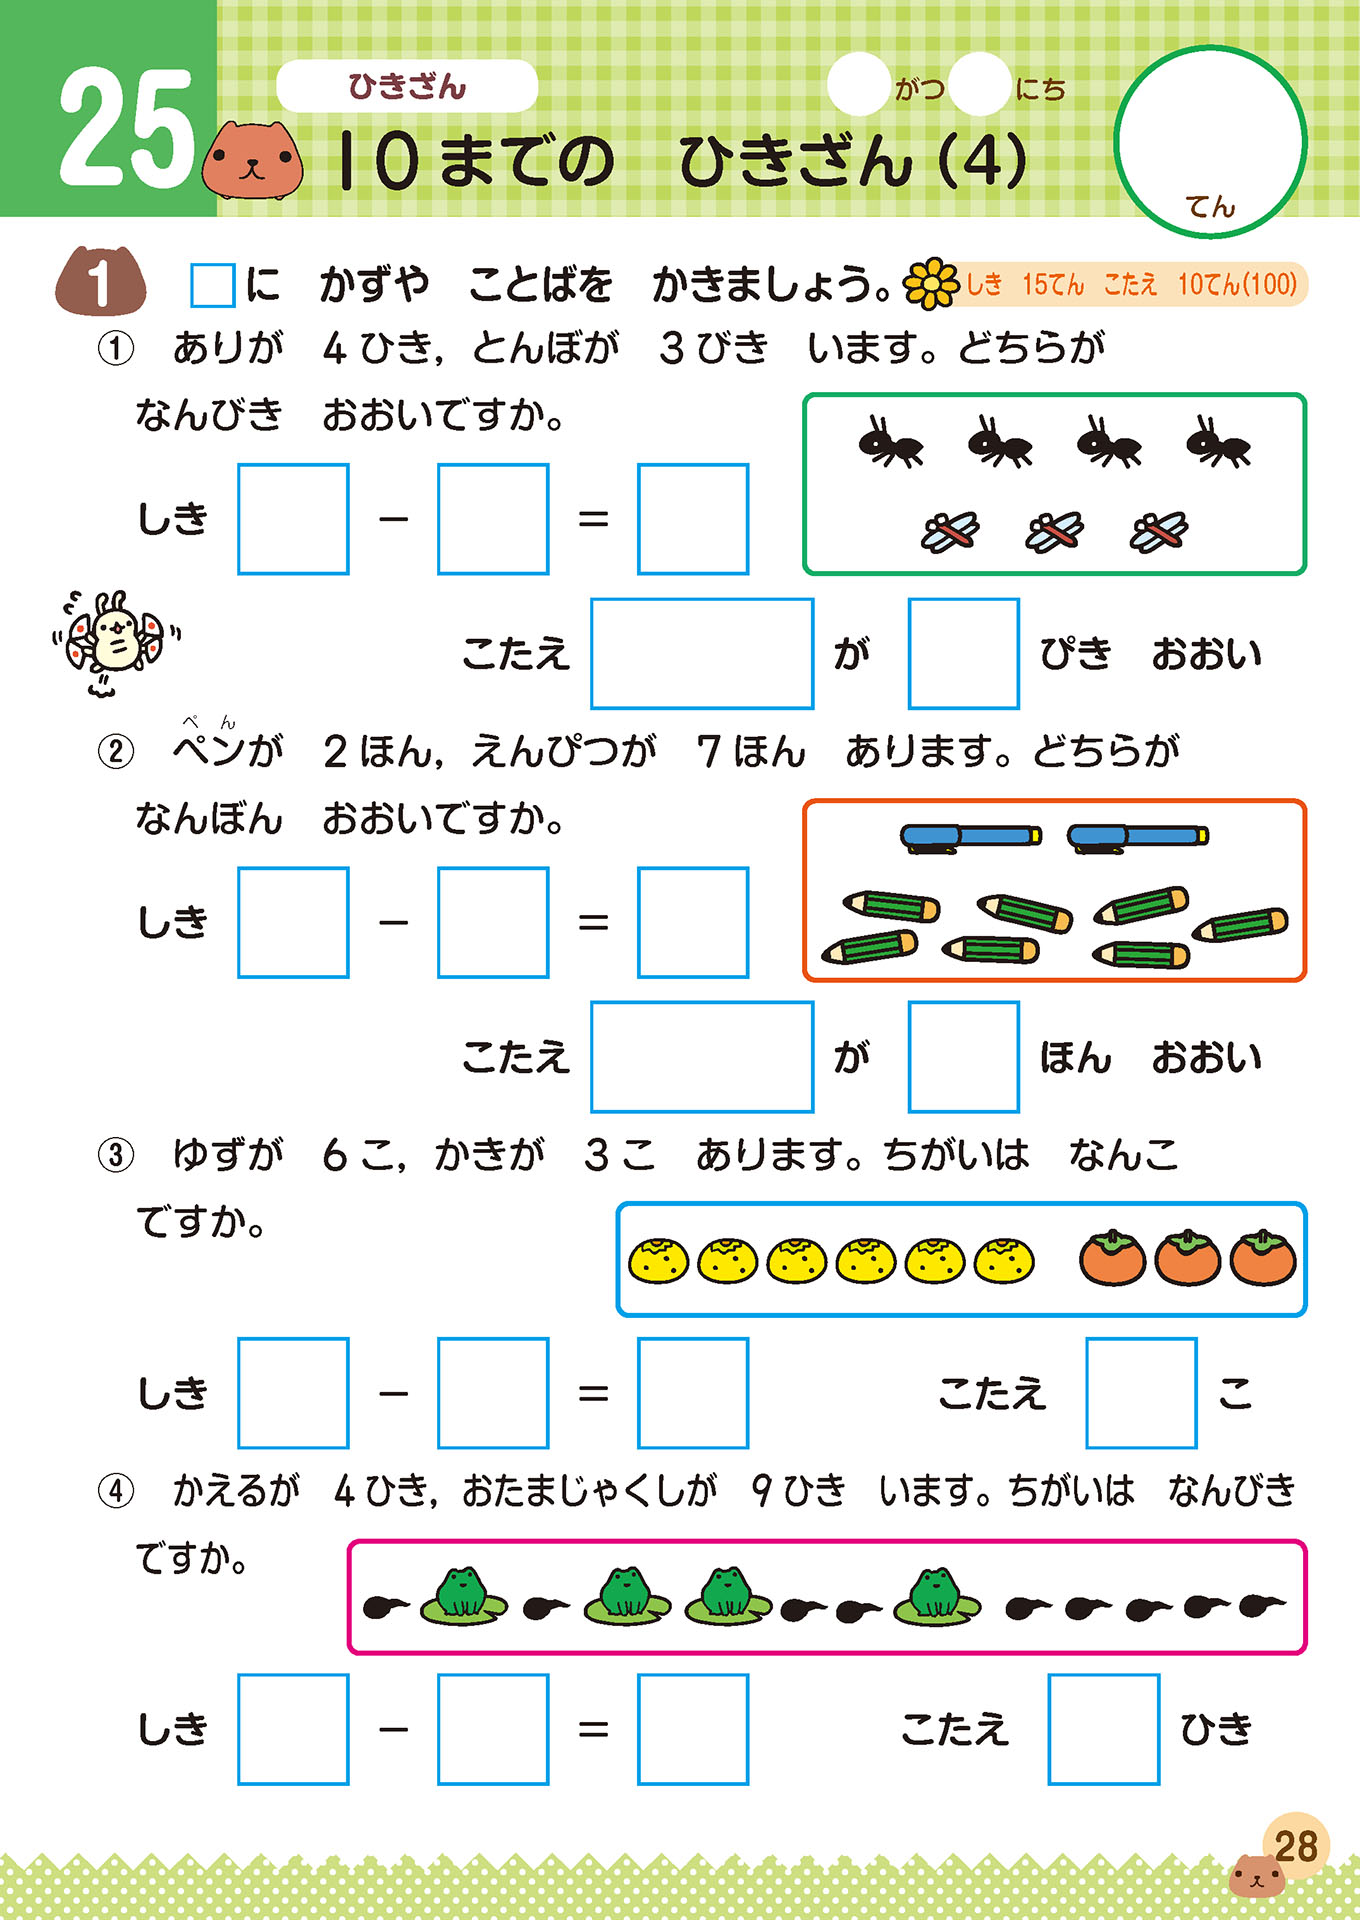 25
ひきざん
がつ にち
10までの ひきざん(4)
てん
1 □に かずや ことばを かきましょう。 しき 15てん こたえ 10てん(100)
① ありが 4ひき, とんぼが 3びき います。どちらが
なんびき おおいですか。
しき □ − □ = □
こたえ □ が □ ぴき おおい
ぺん
② ペンが 2ほん, えんぴつが 7ほん あります。どちらが
なんぼん おおいですか。
しき □ − □ = □
こたえ □ が □ ほん おおい
③ ゆずが 6こ, かきが 3こ あります。ちがいは なんこ
ですか。
しき □ − □ = □ こたえ □ こ
④ かえるが 4ひき, おたまじゃくしが 9ひき います。ちがいは なんびき
ですか。
しき □ − □ = □ こたえ □ ひき
28